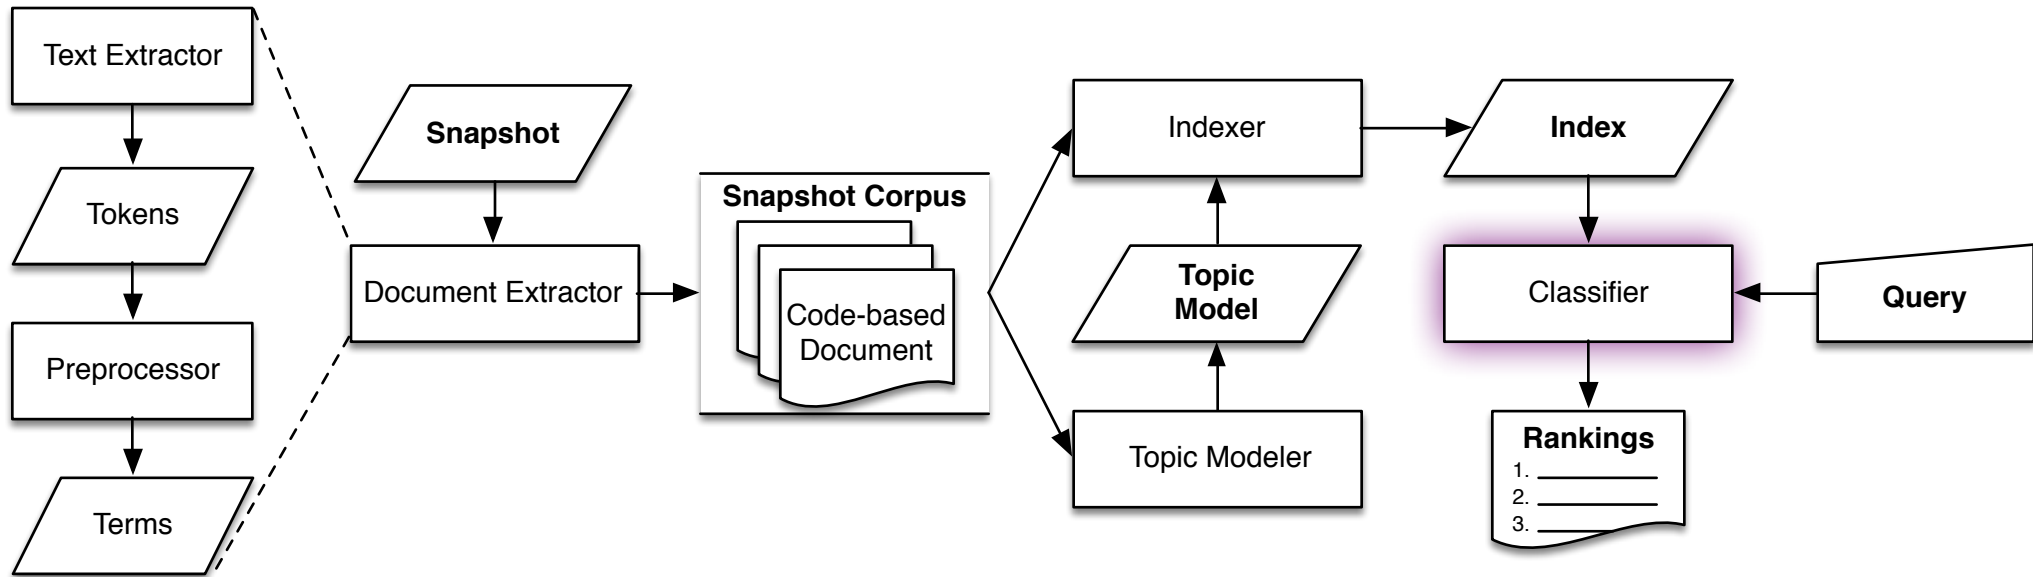 Text Extractor
Tokens
Preprocessor
Terms
Snapshot
Document Extractor
Snapshot Corpus
Code-based
Document
Indexer
Topic
Model
Topic Modeler
Index
Classifier
Query
Rankings
1.
2.
3.